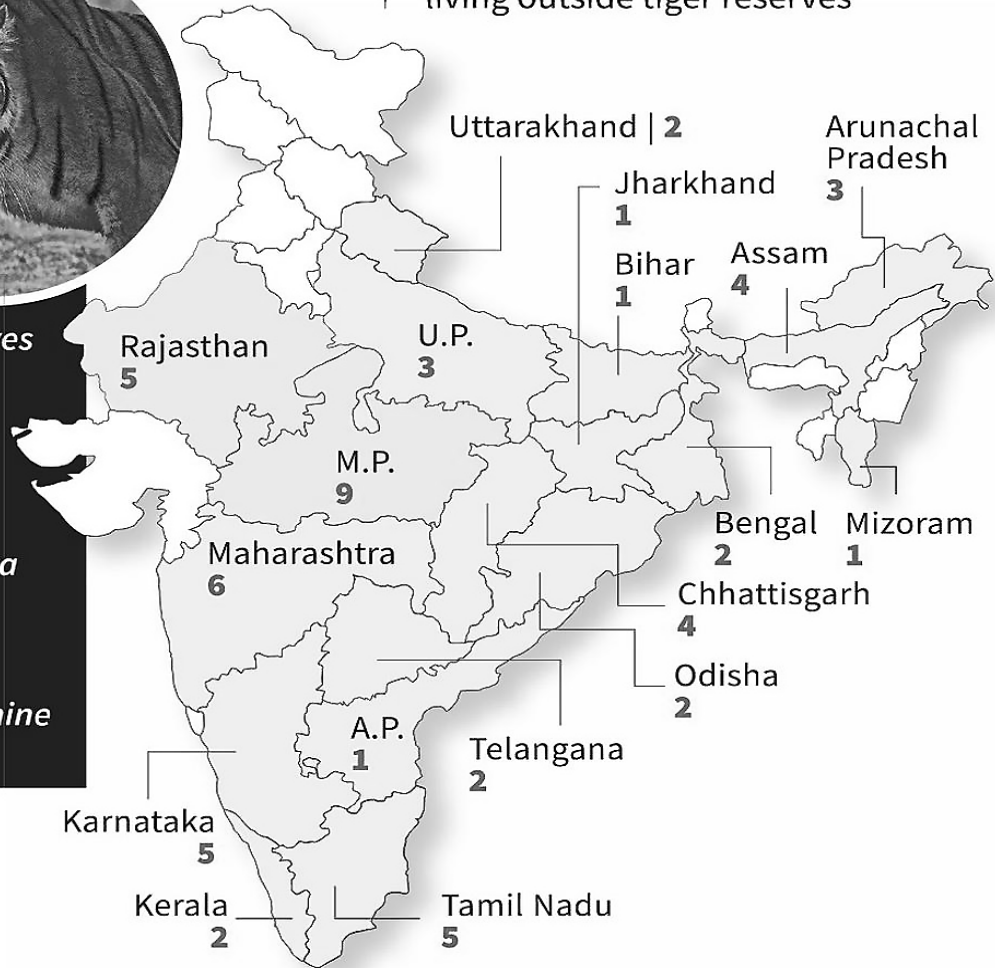 living outside tiger reserves
Uttarakhand | 2
Arunachal
Pradesh
3
Jharkhand
1
Bihar
1
Assam
4
Rajasthan
5
U.P.
3
M.P.
9
Bengal
2
Mizoram
1
Maharashtra
6
Chhattisgarh
4
Odisha
2
A.P.
1
Telangana
2
Karnataka
5
Kerala
2
Tamil Nadu
5